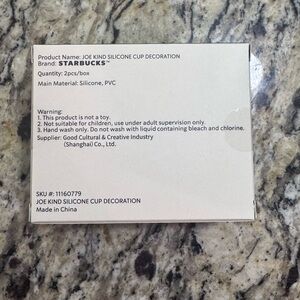 Product Name: JOE KIND SILICONE CUP DECORATION
Brand: STARBUCKS™
Quantity: 2pcs/box
Main Material: Silicone, PVC
Warning:
1. This product is not a toy.
2. Not suitable for children, use under adult supervision only.
3. Hand wash only. Do not wash with liquid containing bleach and chlorine.
Supplier: Good Cultural & Creative Industry
(Shanghai) Co., Ltd.
SKU #: 11160779
JOE KIND SILICONE CUP DECORATION
Made in China